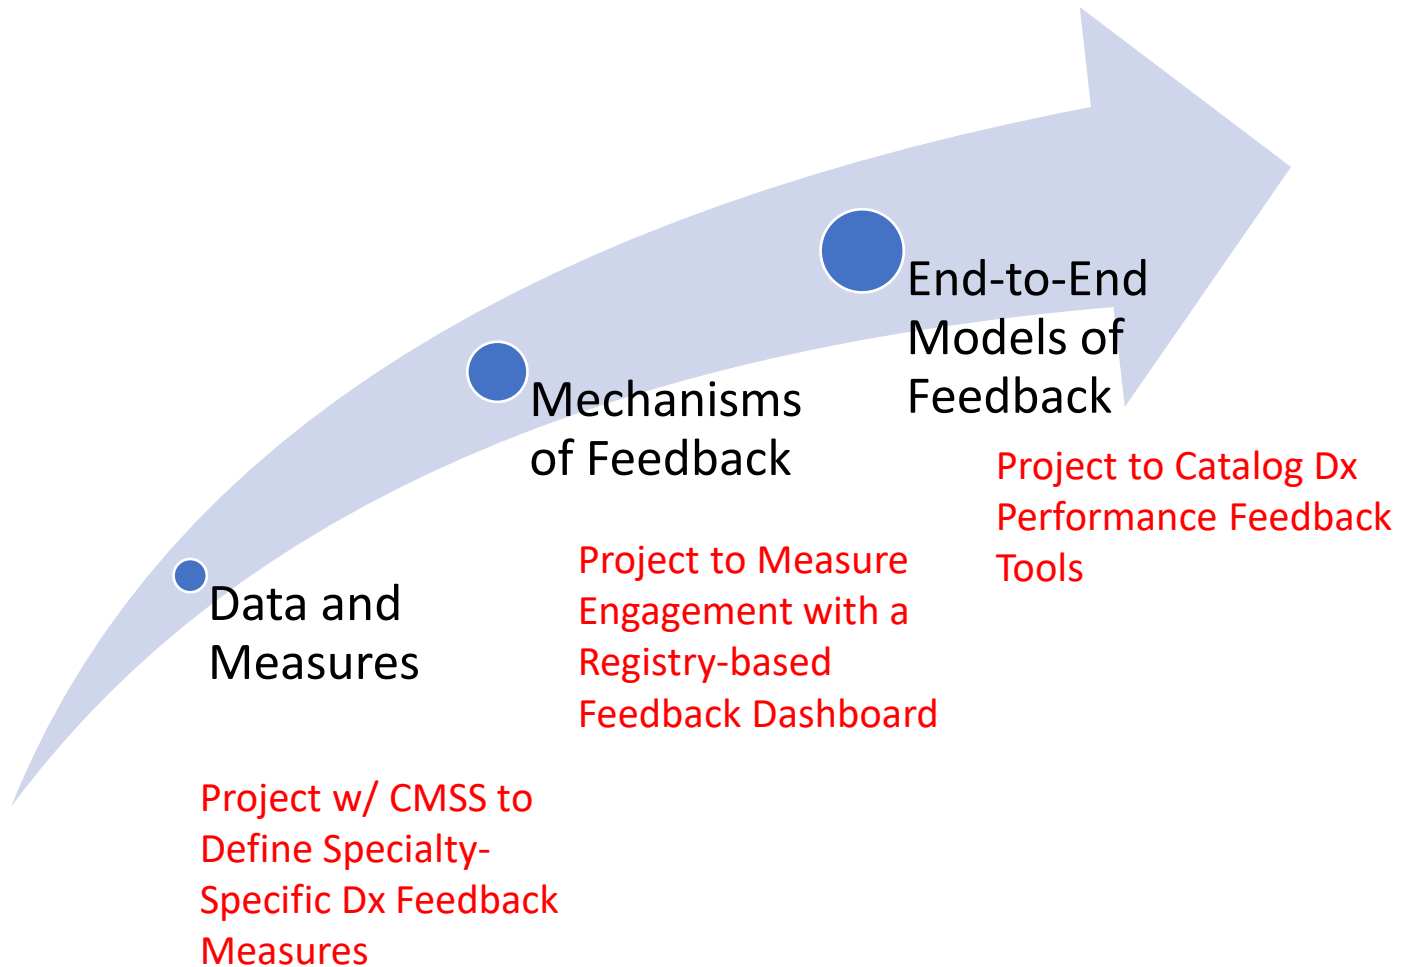 Data and
Measures
Project w/ CMSS to
Define Specialty-
Specific Dx Feedback
Measures
Mechanisms
of Feedback
Project to Measure
Engagement with a
Registry-based
Feedback Dashboard
End-to-End
Models of
Feedback
Project to Catalog Dx
Performance Feedback
Tools